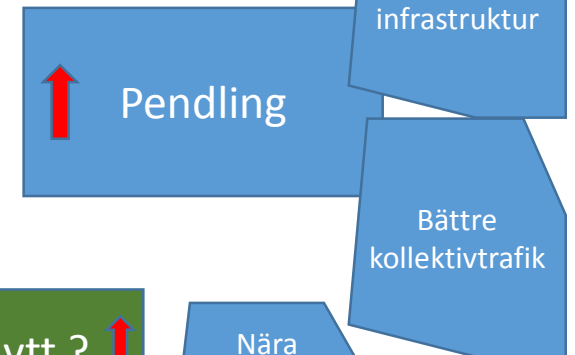 infrastruktur
Pendling
Bättre
kollektivtrafik
Nära
?